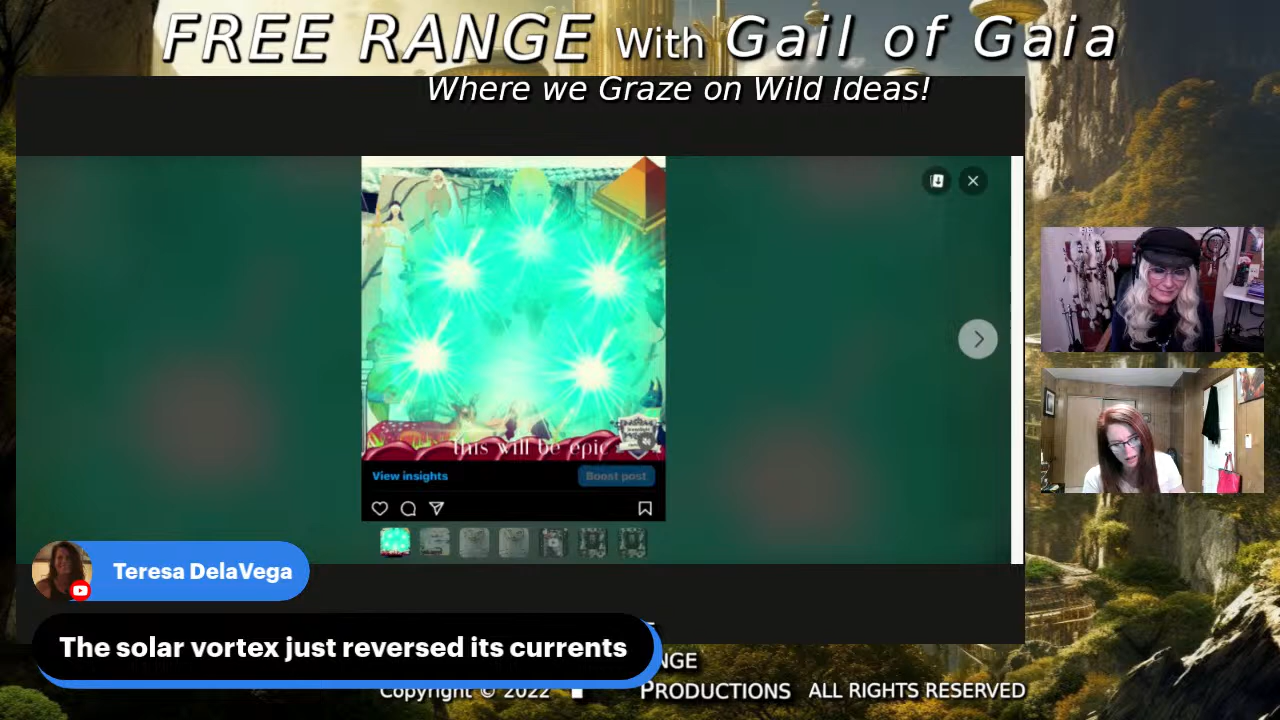 FREE RANGE With Gail of Gaia
Where we Graze on Wild Ideas!
this will be epic
View insights
Boost post
Teresa DelaVega
The solar vortex just reversed its currents
NGE
Copyright © 2022
PRODUCTIONS ALL RIGHTS RESERVED